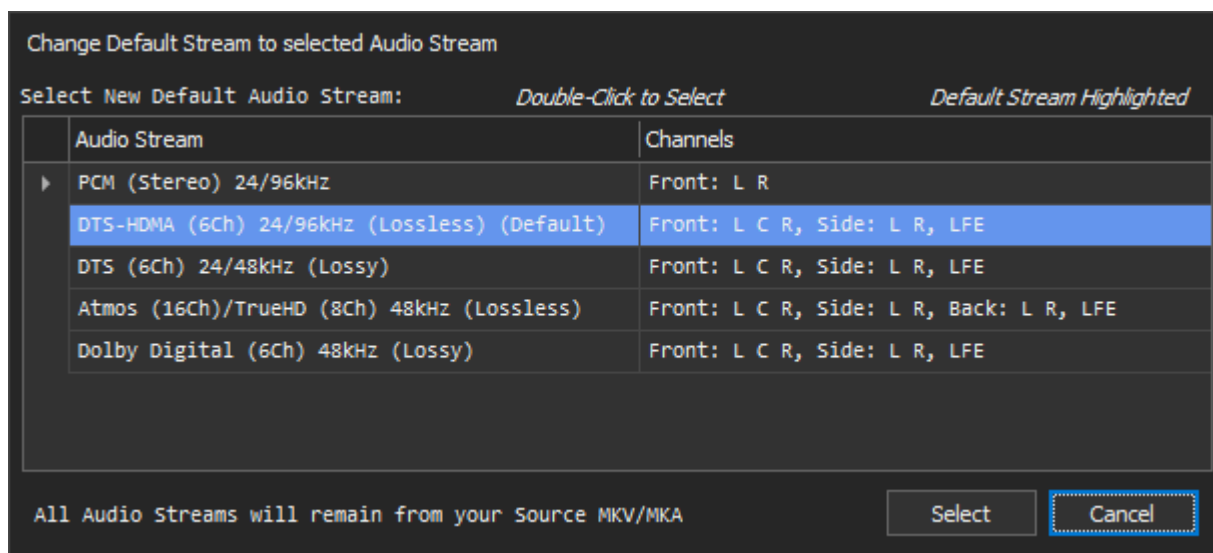 Change Default Stream to selected Audio Stream
Select New Default Audio Stream: Double-Click to Select Default Stream Highlighted
Audio Stream Channels
PCM (Stereo) 24/96kHz Front: L R
DTS-HDMA (6Ch) 24/96kHz (Lossless) (Default) Front: L C R, Side: L R, LFE
DTS (6Ch) 24/48kHz (Lossy) Front: L C R, Side: L R, LFE
Atmos (16Ch)/TrueHD (8Ch) 48kHz (Lossless) Front: L C R, Side: L R, Back: L R, LFE
Dolby Digital (6Ch) 48kHz (Lossy) Front: L C R, Side: L R, LFE
All Audio Streams will remain from your Source MKV/MKA Select Cancel